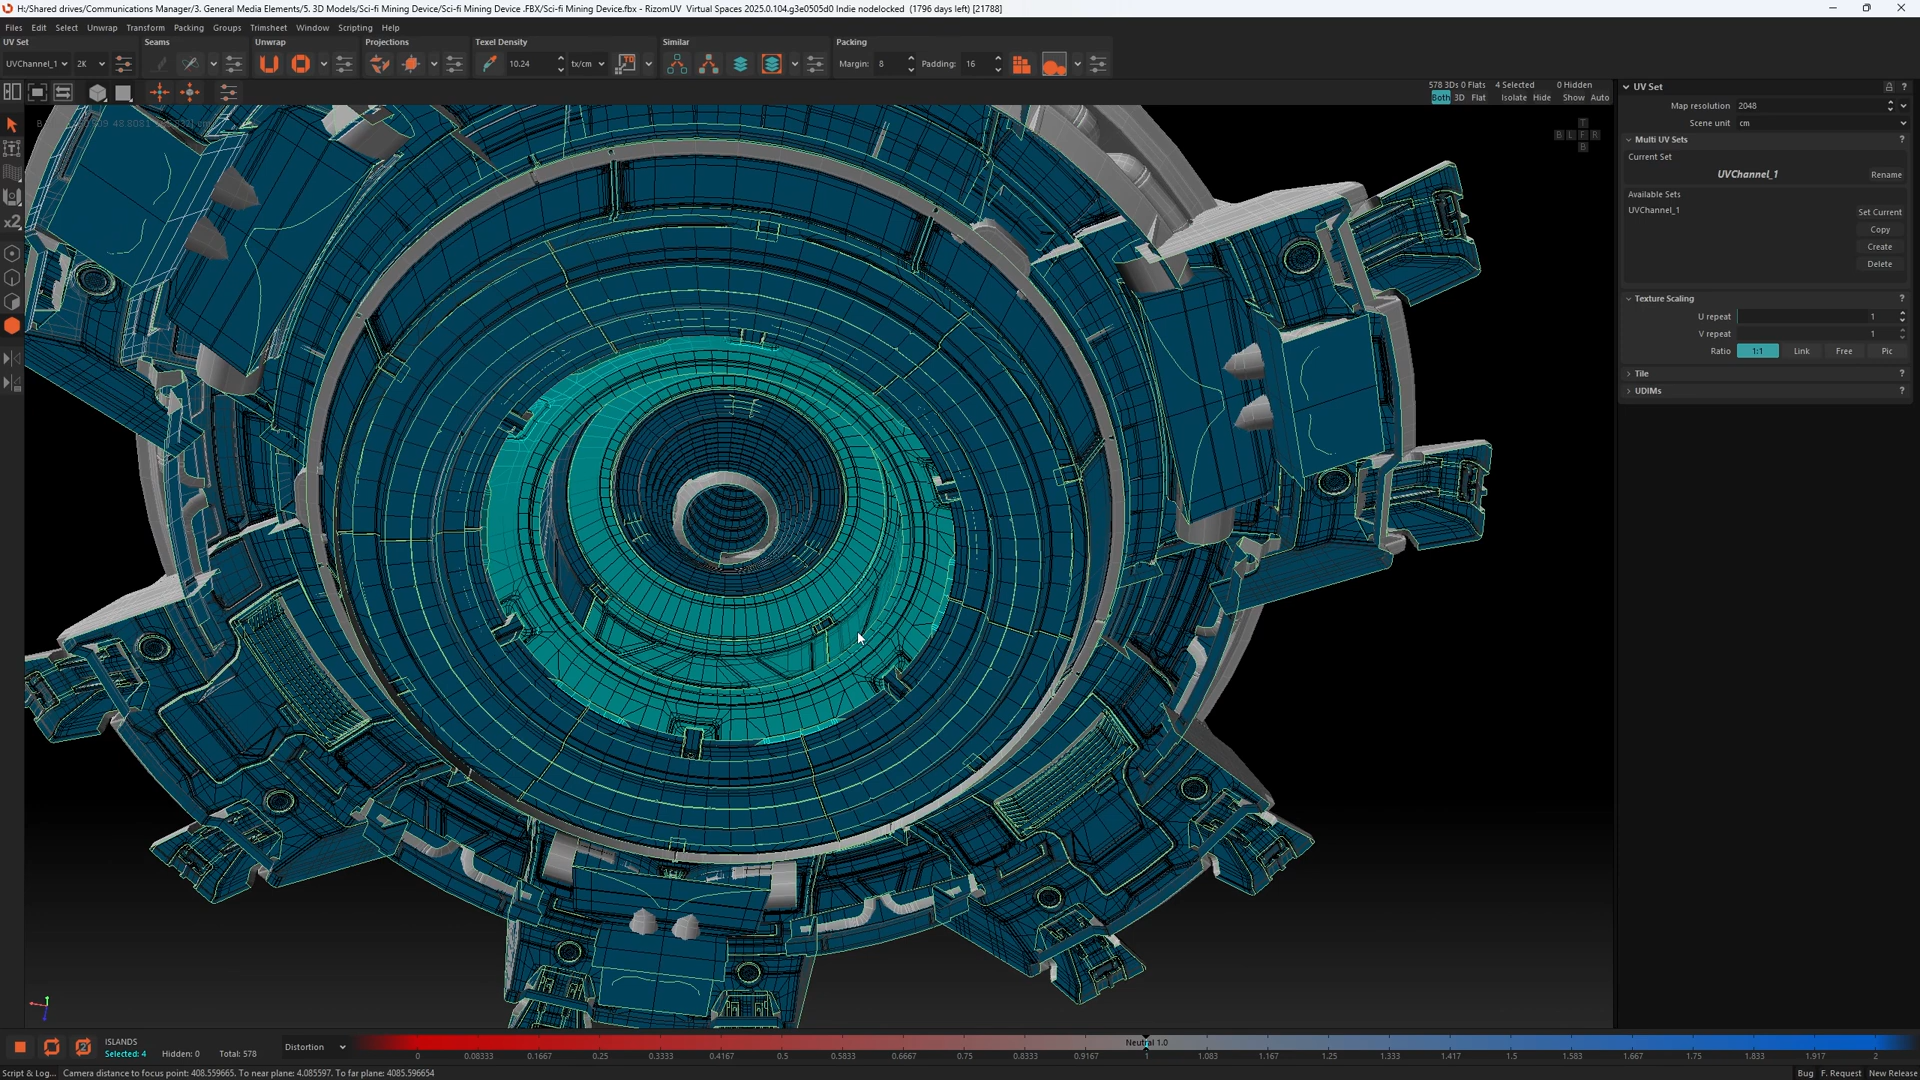 H:/Shared drives/Communications Manager/3. General Media Elements/5. 3D Models/Sci-fi Mining Device/Sci-fi Mining Device .FBX/Sci-fi Mining Device.fbx - RizomUV Virtual Spaces 2025.0.104.g3e0505d0 Indie nodelocked (1796 days left) [21788]
Files Edit Select Unwrap Transform Packing Groups Trimsheet Window Scripting Help
UV Set Seams Unwrap Projections Texel Density Similar Packing
UVChannel_1 2K 10.24 tx/cm Margin: 8 Padding: 16
578 3Ds 0 Flats 4 Selected 0 Hidden
Both 3D Flat Isolate Hide Show Auto
T
B L F R
B
x2
UV Set ?
Map resolution 2048
Scene unit cm
Multi UV Sets ?
Current Set
UVChannel_1 Rename
Available Sets
UVChannel_1 Set Current
Copy
Create
Delete
Texture Scaling ?
U repeat 1
V repeat 1
Ratio 1:1 Link Free Pic
Tile ?
UDIMs ?
ISLANDS
Selected: 4 Hidden: 0 Total: 578
Distortion
Neutral 1.0
0 0.08333 0.1667 0.25 0.3333 0.4167 0.5 0.5833 0.6667 0.75 0.8333 0.9167 1 1.083 1.167 1.25 1.333 1.417 1.5 1.583 1.667 1.75 1.833 1.917 2
Script & Log... Camera distance to focus point: 408.559665. To near plane: 4.085597. To far plane: 4085.596654
Bug F. Request New Release